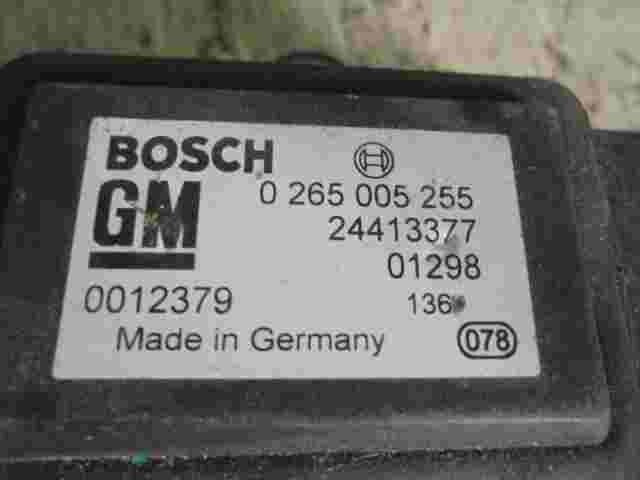 BOSCH
0 265 005 255
GM
24413377
01298
0012379 136
Made in Germany 078